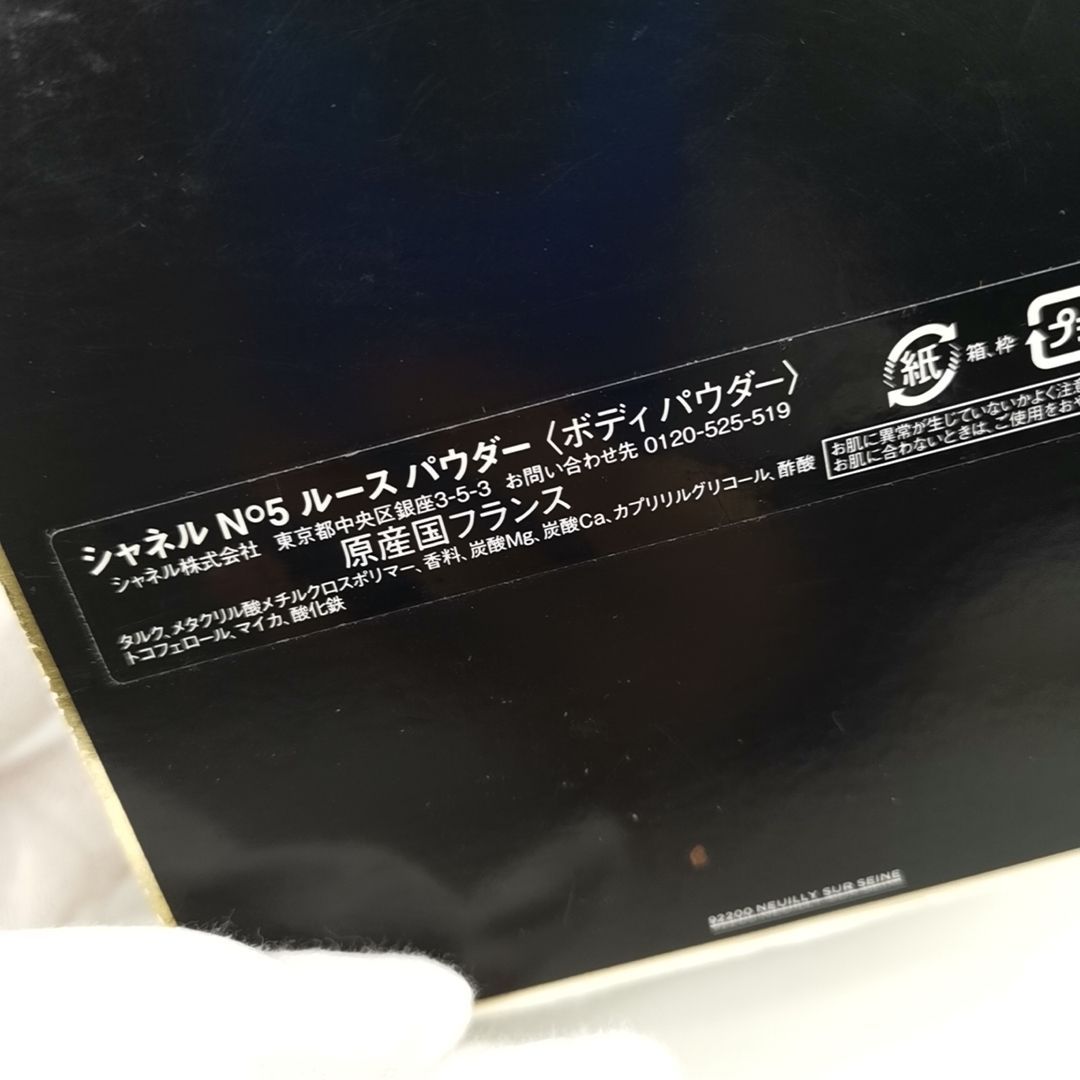 シャネル Nº5 ルース パウダー〈ボディ パウダー〉
シャネル株式会社 東京都中央区銀座3-5-3 お問い合わせ先 0120-525-519
原産国フランス
タルク、メタクリル酸メチルクロスポリマー、香料、炭酸Mg、炭酸Ca、カプリリルグリコール、酢酸
トコフェロール、マイカ、酸化鉄
紙
箱、枠
プ
お肌に異常が生じていないかよく注意
お肌に合わないときは、ご使用をおや
92200 NEUILLY SUR SEINE